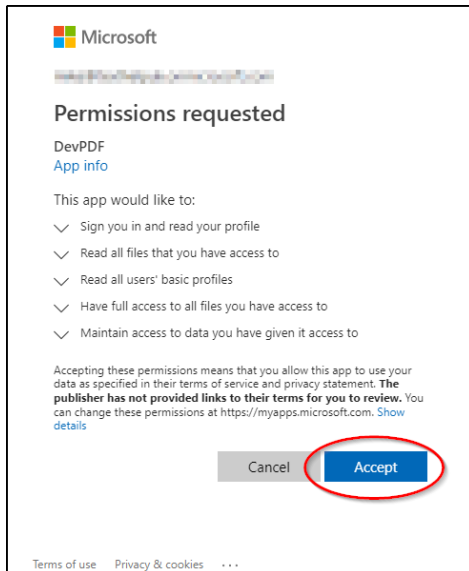 Microsoft
Permissions requested
DevPDF
App info
This app would like to:
Sign you in and read your profile
Read all files that you have access to
Read all users' basic profiles
Have full access to all files you have access to
Maintain access to data you have given it access to
Accepting these permissions means that you allow this app to use your
data as specified in their terms of service and privacy statement. The
publisher has not provided links to their terms for you to review. You
can change these permissions at https://myapps.microsoft.com. Show
details
Cancel Accept
Terms of use Privacy & cookies ...